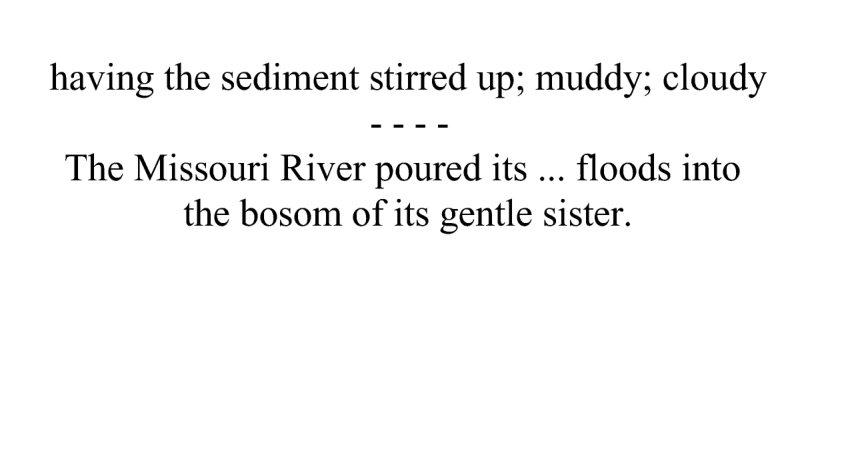 having the sediment stirred up; muddy; cloudy
- - - -
The Missouri River poured its ... floods into
the bosom of its gentle sister.